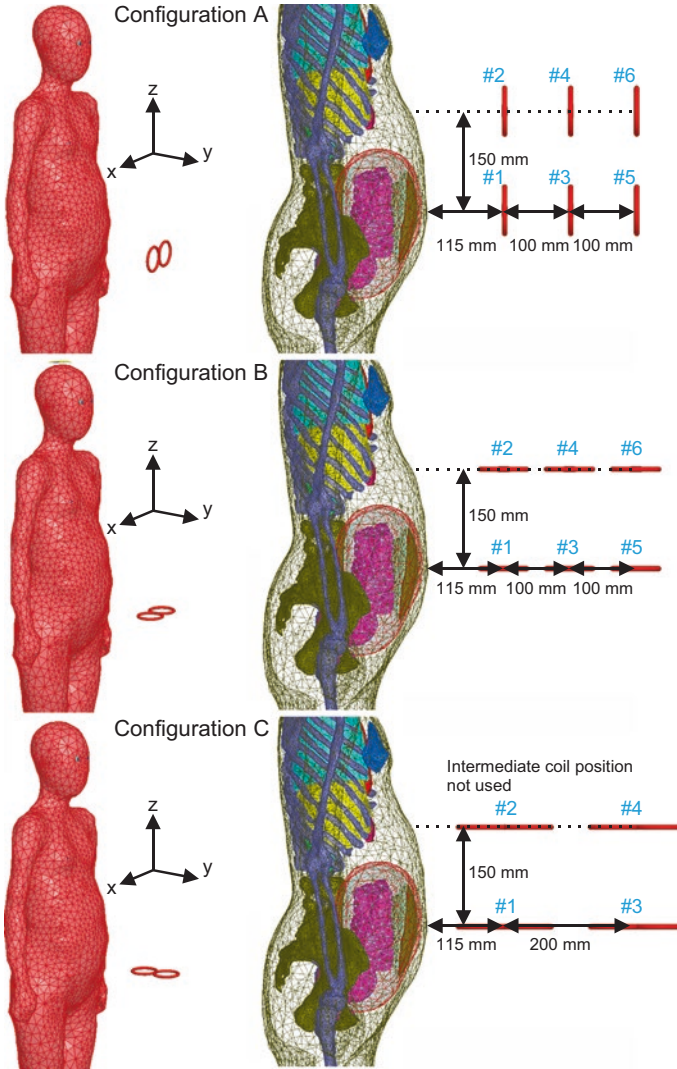 Configuration A
z
x
y
#2 #4 #6
150 mm
#1 #3 #5
115 mm 100 mm 100 mm
Configuration B
z
x
y
#2 #4 #6
150 mm
#1 #3 #5
115 mm 100 mm 100 mm
Configuration C
z
x
y
Intermediate coil position
not used
#2 #4
150 mm
#1 #3
115 mm 200 mm